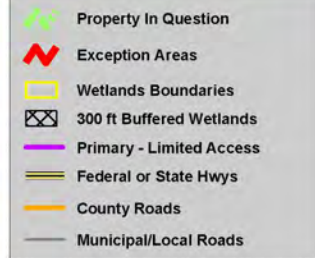 Property In Question
Exception Areas
Wetlands Boundaries
300 ft Buffered Wetlands
Primary - Limited Access
Federal or State Hwys
County Roads
Municipal/Local Roads